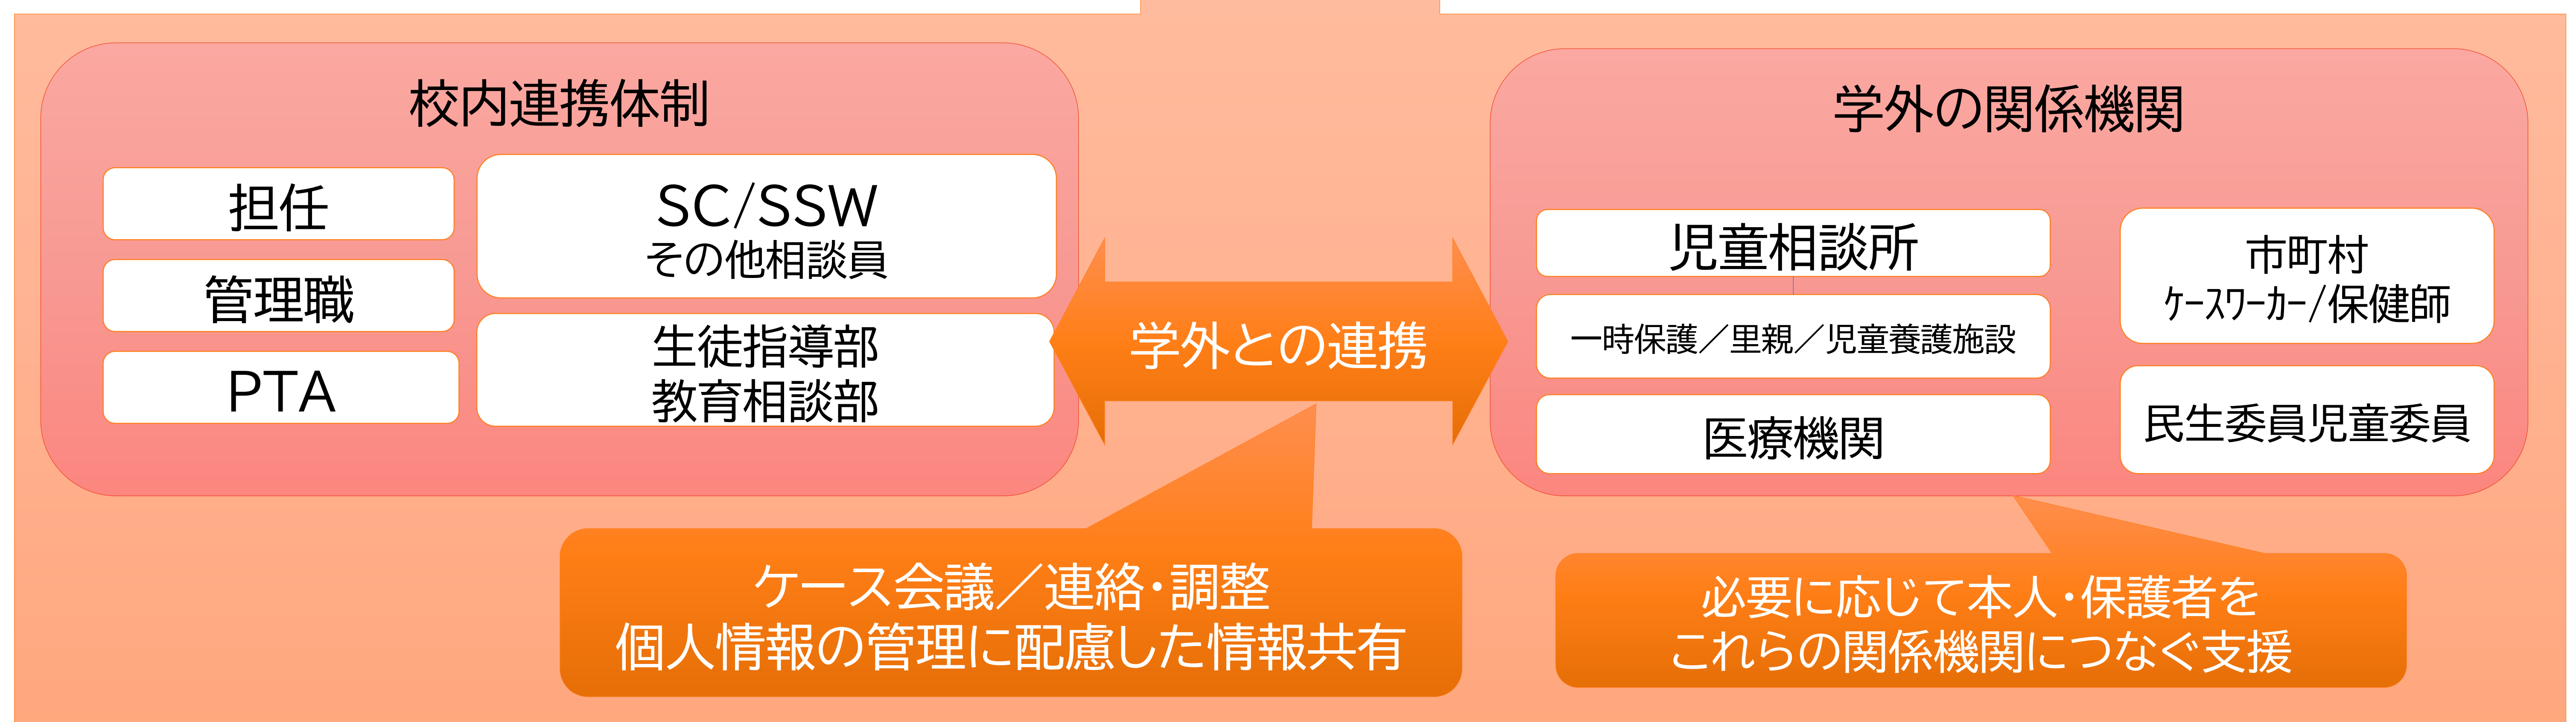 校内連携体制
担任
管理職
PTA
SC/SSW
その他相談員
生徒指導部
教育相談部
学外との連携
学外の関係機関
児童相談所
一時保護／里親／児童養護施設
医療機関
市町村
ｹｰｽﾜｰｶｰ/保健師
民生委員児童委員
ケース会議／連絡・調整
個人情報の管理に配慮した情報共有
必要に応じて本人・保護者を
これらの関係機関につなぐ支援